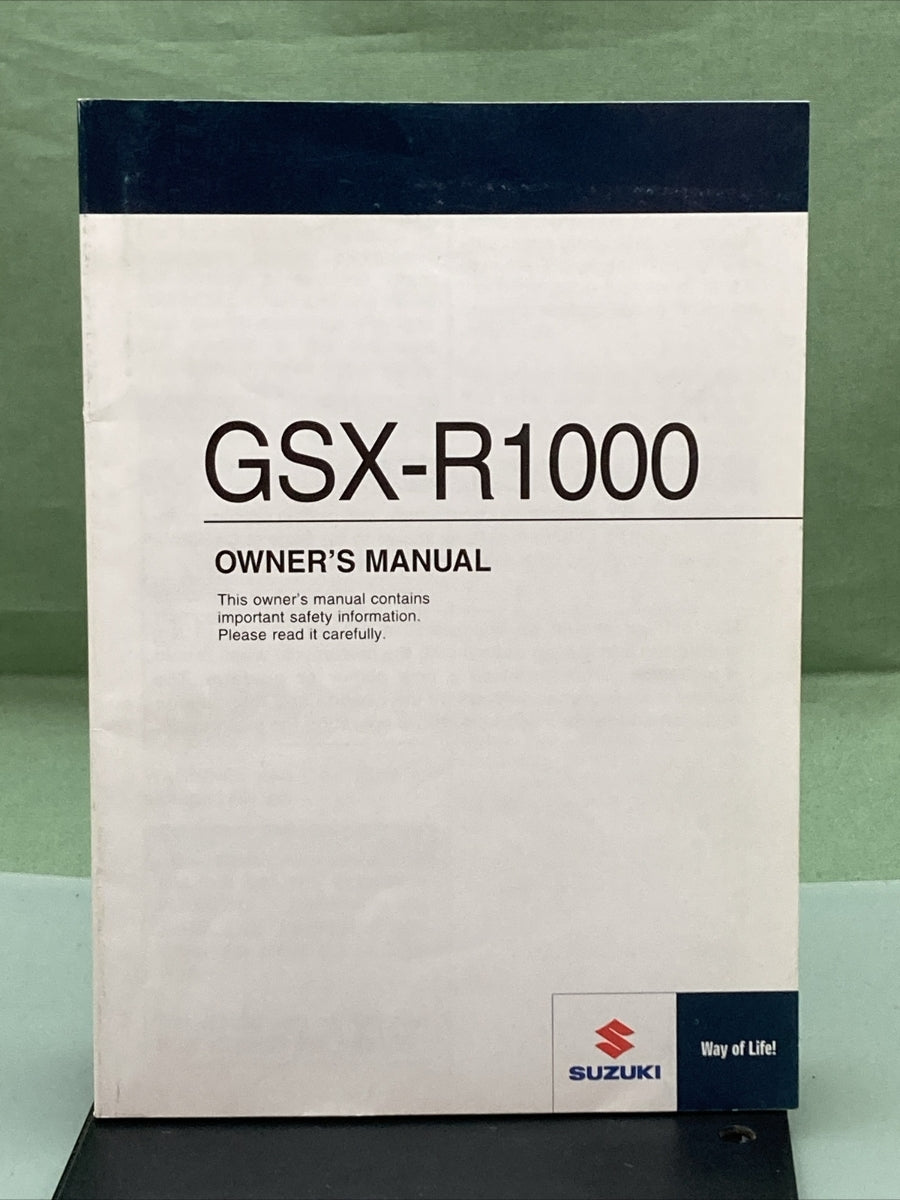 GSX-R1000
OWNER'S MANUAL
This owner's manual contains
important safety information.
Please read it carefully.
Way of Life!
SUZUKI